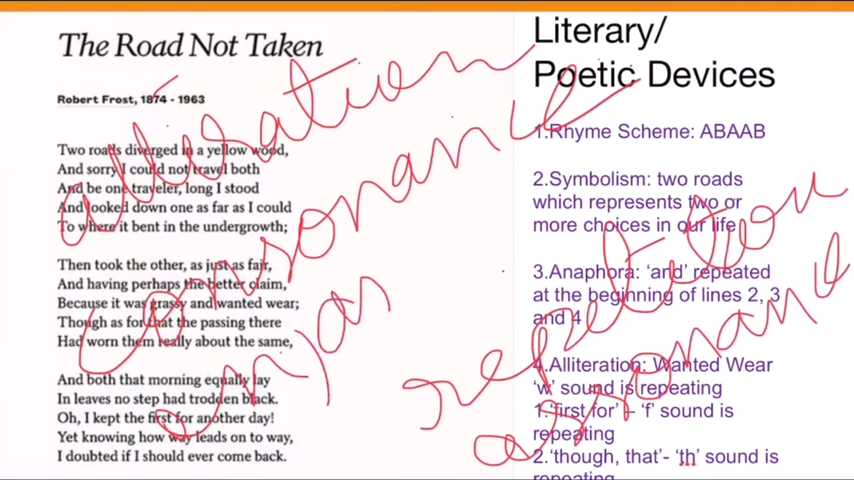 The Road Not Taken
Robert Frost, 1874 - 1963
Two roads diverged in a yellow wood,
And sorry I could not travel both
And be one traveler, long I stood
And looked down one as far as I could
To where it bent in the undergrowth;
Then took the other, as just as fair,
And having perhaps the better claim,
Because it was grassy and wanted wear;
Though as for that the passing there
Had worn them really about the same,
And both that morning equally lay
In leaves no step had trodden black.
Oh, I kept the first for another day!
Yet knowing how way leads on to way,
I doubted if I should ever come back.
Literary/
Poetic Devices
1.Rhyme Scheme: ABAAB
2.Symbolism: two roads
which represents two or
more choices in our life
3.Anaphora: ‘and’ repeated
at the beginning of lines 2, 3
and 4
4.Alliteration: Wanted Wear
‘w’ sound is repeating
1.‘first for’ – ‘f’ sound is
repeating
2.‘though, that’- ‘th’ sound is
repeating
consonance
enjas
assonance